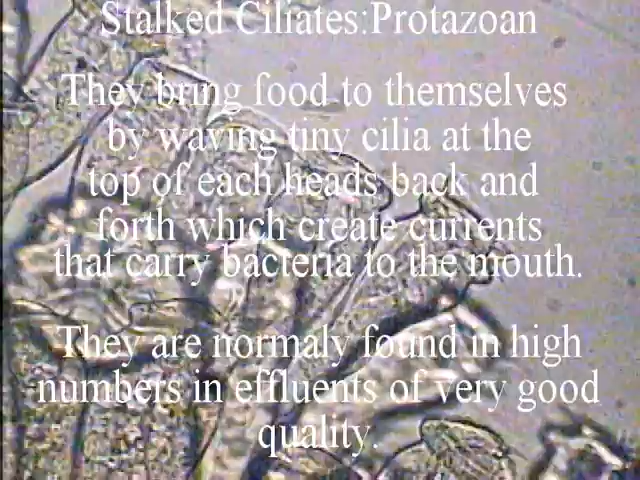 Stalked Ciliates:Protazoan
They bring food to themselves
by waving tiny cilia at the
top of each heads back and
forth which create currents
that carry bacteria to the mouth.
They are normaly found in high
numbers in effluents of very good
quality.